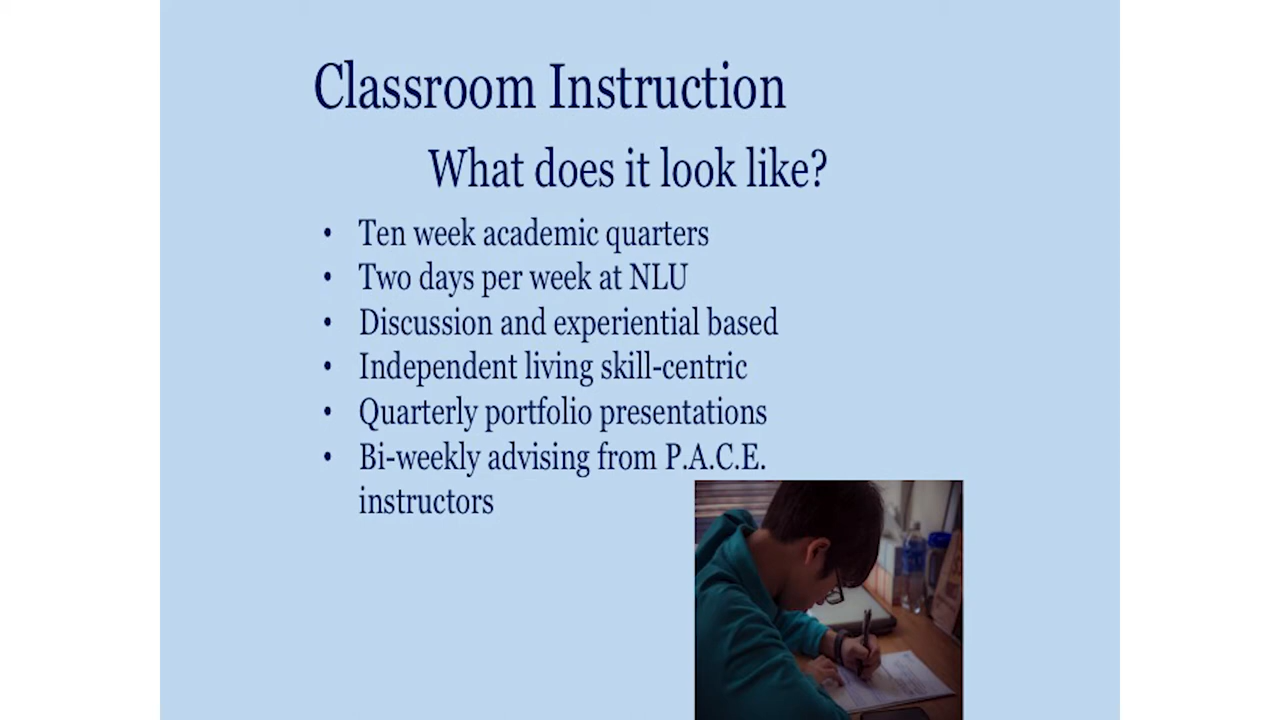 Classroom Instruction
What does it look like?
• Ten week academic quarters
• Two days per week at NLU
• Discussion and experiential based
• Independent living skill-centric
• Quarterly portfolio presentations
• Bi-weekly advising from P.A.C.E.
instructors